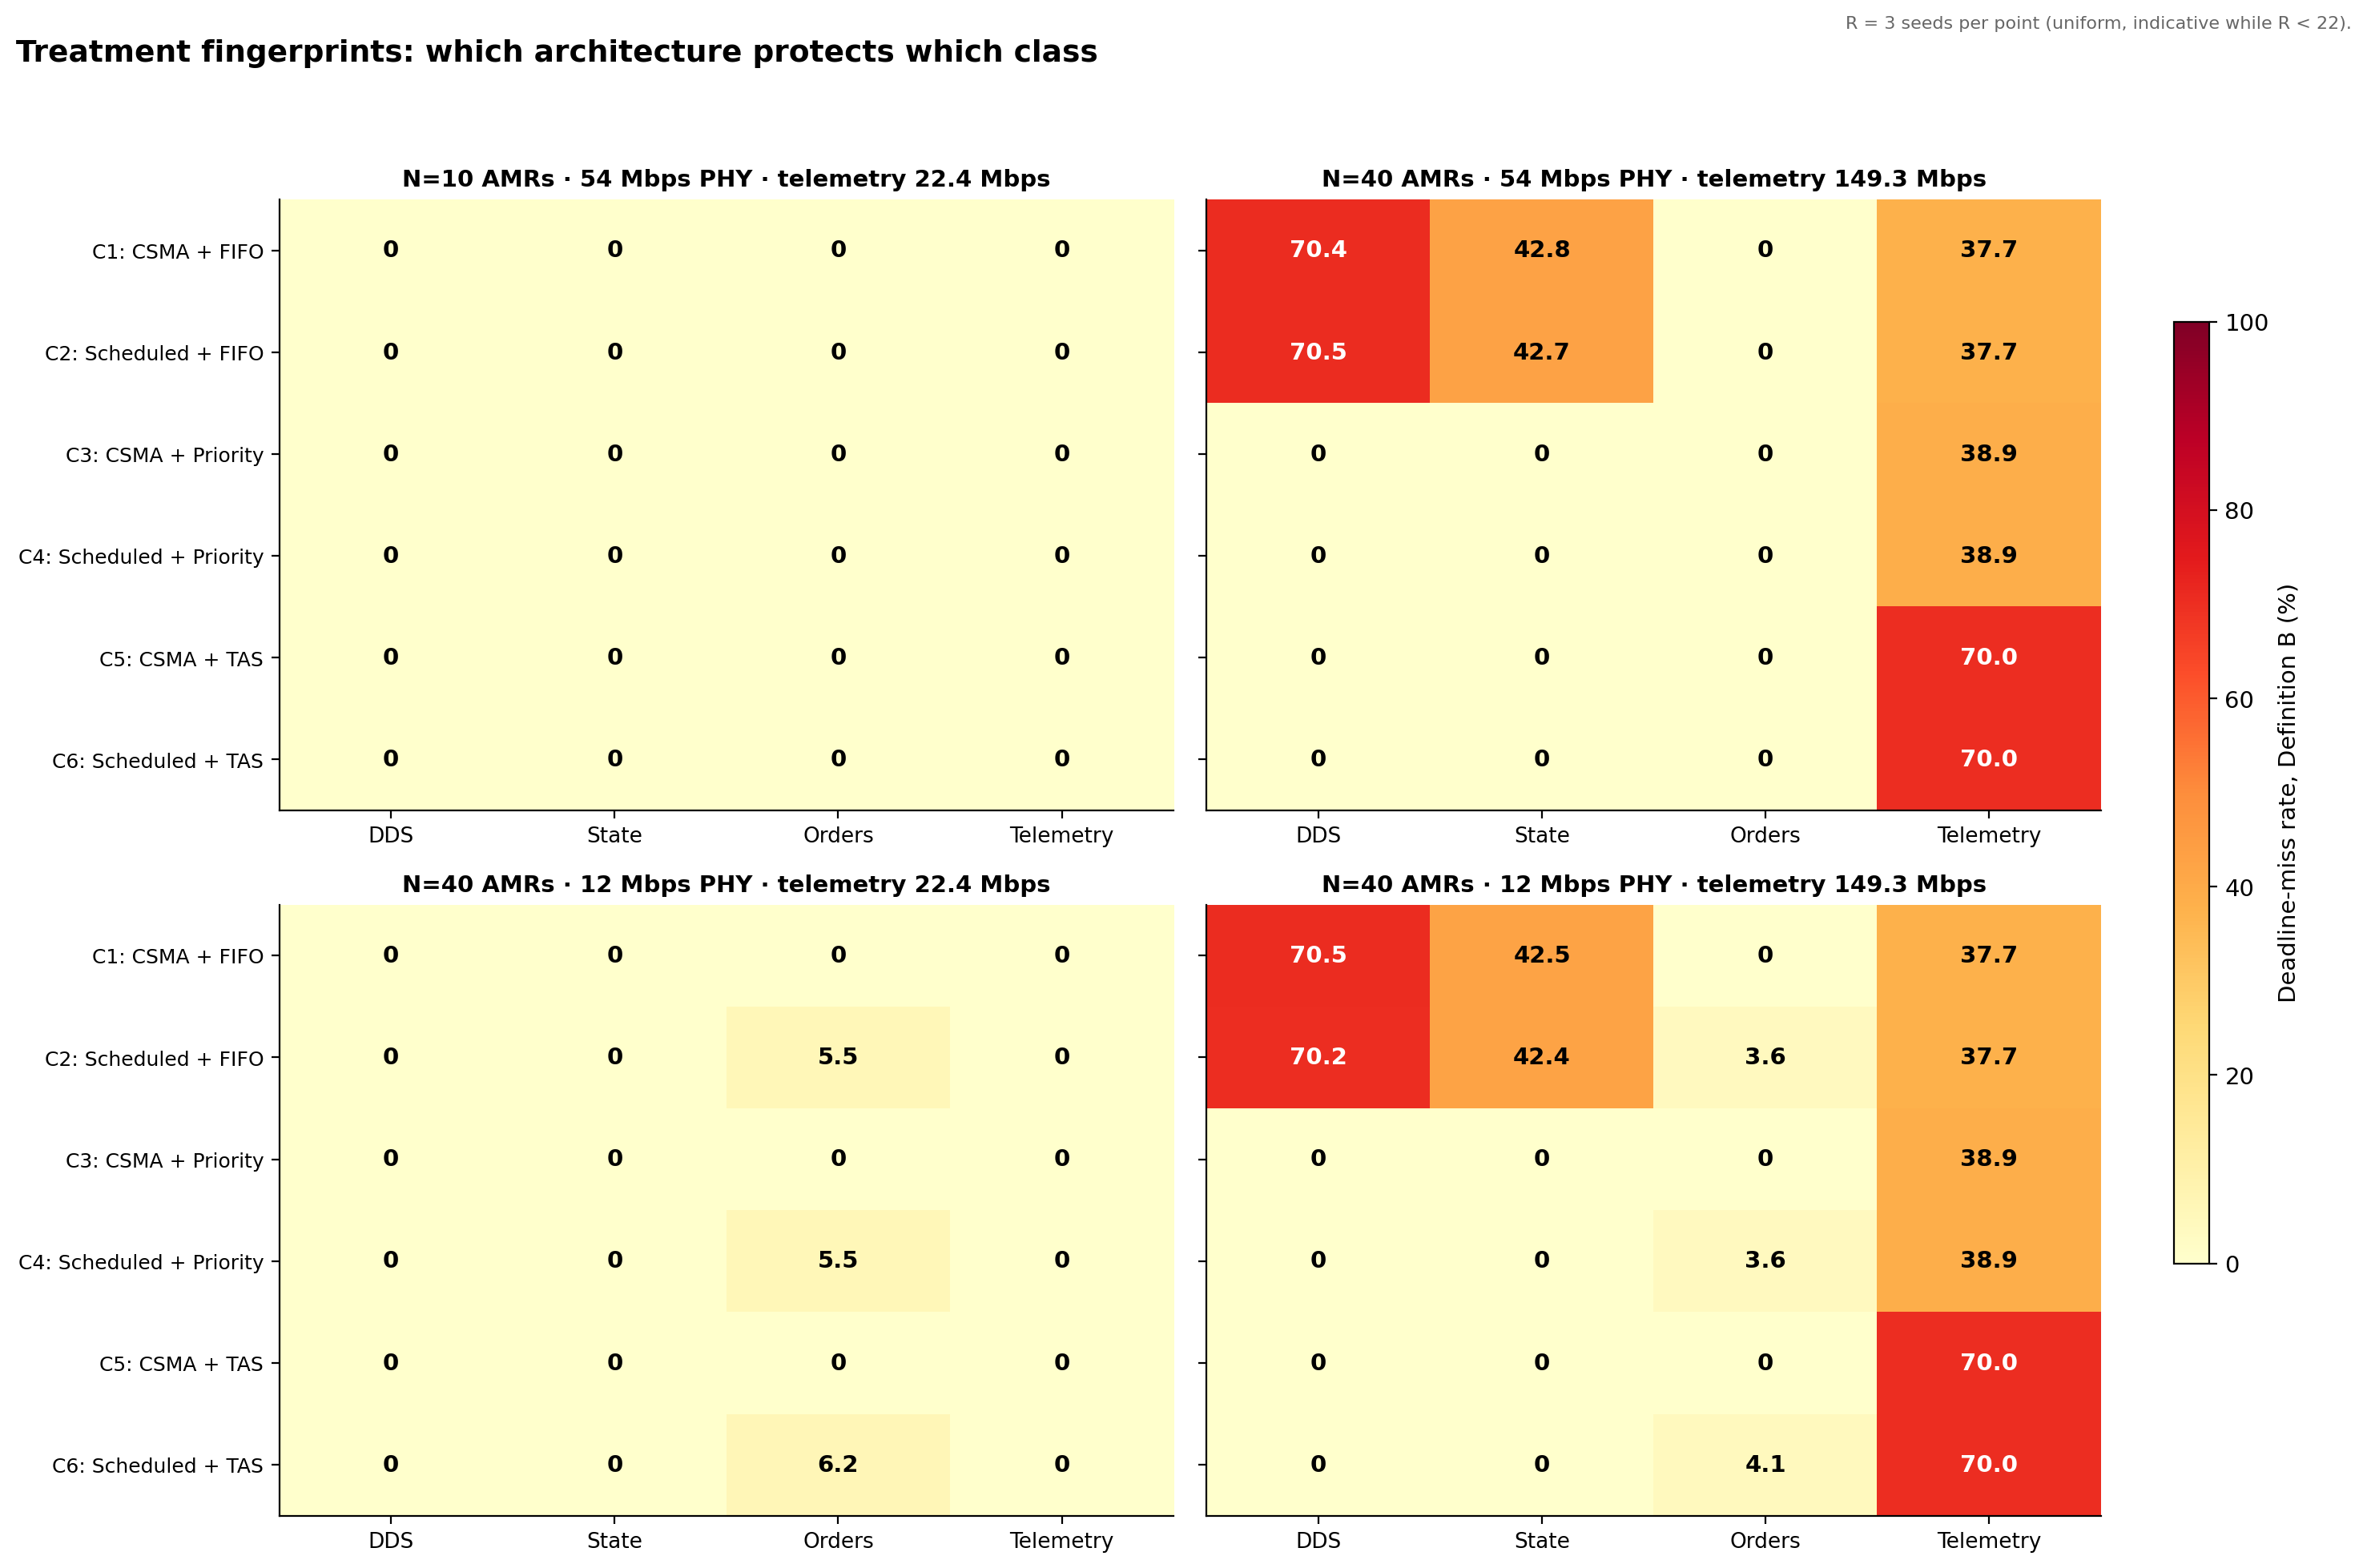 R = 3 seeds per point (uniform, indicative while R < 22).
Treatment fingerprints: which architecture protects which class
N=10 AMRs · 54 Mbps PHY · telemetry 22.4 Mbps
C1: CSMA + FIFO 0 0 0 0
C2: Scheduled + FIFO 0 0 0 0
C3: CSMA + Priority 0 0 0 0
C4: Scheduled + Priority 0 0 0 0
C5: CSMA + TAS 0 0 0 0
C6: Scheduled + TAS 0 0 0 0
DDS State Orders Telemetry
N=40 AMRs · 54 Mbps PHY · telemetry 149.3 Mbps
70.4 42.8 0 37.7
70.5 42.7 0 37.7
0 0 0 38.9
0 0 0 38.9
0 0 0 70.0
0 0 0 70.0
DDS State Orders Telemetry
N=40 AMRs · 12 Mbps PHY · telemetry 22.4 Mbps
C1: CSMA + FIFO 0 0 0 0
C2: Scheduled + FIFO 0 0 5.5 0
C3: CSMA + Priority 0 0 0 0
C4: Scheduled + Priority 0 0 5.5 0
C5: CSMA + TAS 0 0 0 0
C6: Scheduled + TAS 0 0 6.2 0
DDS State Orders Telemetry
N=40 AMRs · 12 Mbps PHY · telemetry 149.3 Mbps
70.5 42.5 0 37.7
70.2 42.4 3.6 37.7
0 0 0 38.9
0 0 3.6 38.9
0 0 0 70.0
0 0 4.1 70.0
DDS State Orders Telemetry
100
80
60
40
20
0
Deadline-miss rate, Definition B (%)